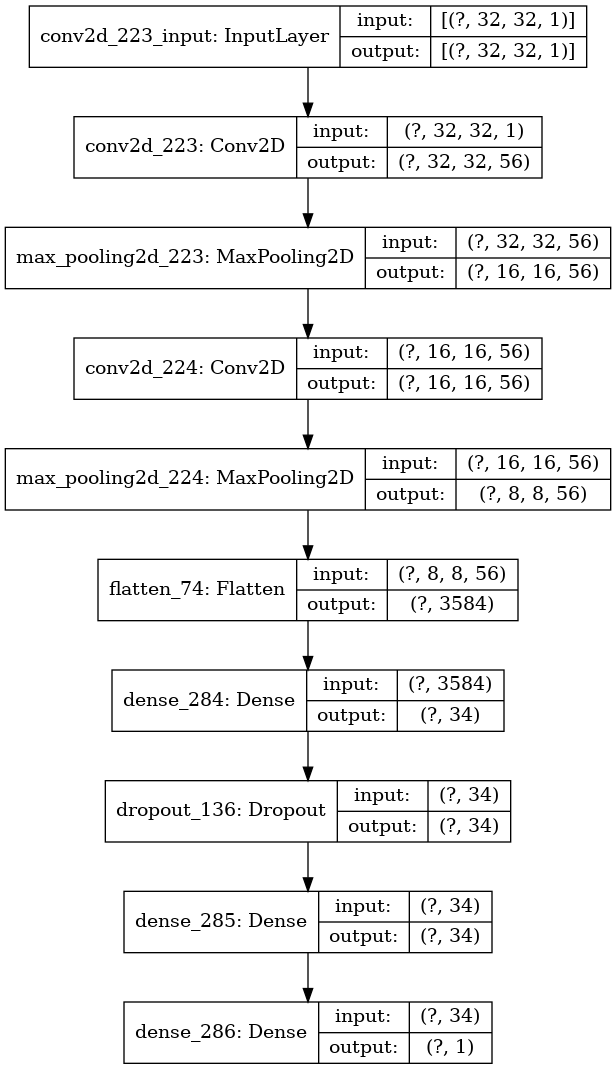 conv2d_223_input: InputLayer
input: [(?, 32, 32, 1)]
output: [(?, 32, 32, 1)]
conv2d_223: Conv2D
input: (?, 32, 32, 1)
output: (?, 32, 32, 56)
max_pooling2d_223: MaxPooling2D
input: (?, 32, 32, 56)
output: (?, 16, 16, 56)
conv2d_224: Conv2D
input: (?, 16, 16, 56)
output: (?, 16, 16, 56)
max_pooling2d_224: MaxPooling2D
input: (?, 16, 16, 56)
output: (?, 8, 8, 56)
flatten_74: Flatten
input: (?, 8, 8, 56)
output: (?, 3584)
dense_284: Dense
input: (?, 3584)
output: (?, 34)
dropout_136: Dropout
input: (?, 34)
output: (?, 34)
dense_285: Dense
input: (?, 34)
output: (?, 34)
dense_286: Dense
input: (?, 34)
output: (?, 1)